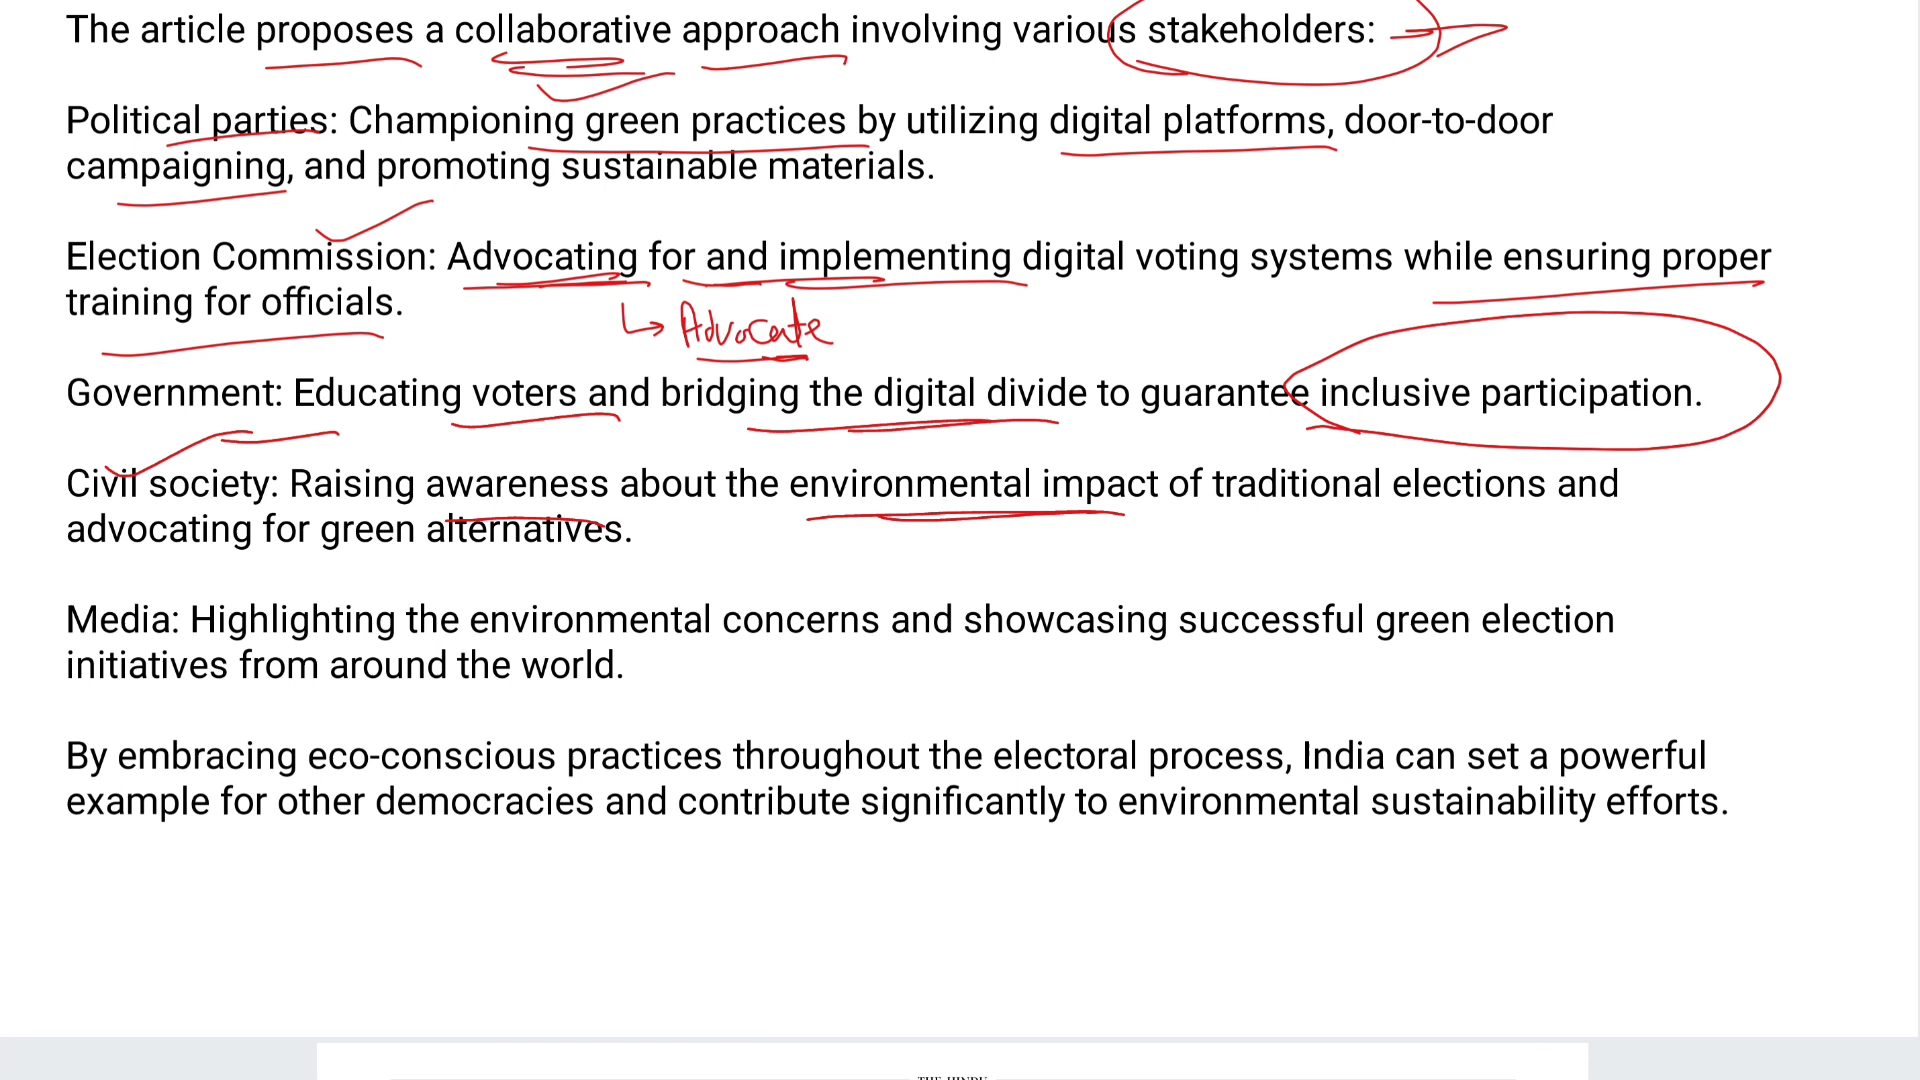 The article proposes a collaborative approach involving various stakeholders:
Political parties: Championing green practices by utilizing digital platforms, door-to-door
campaigning, and promoting sustainable materials.
Election Commission: Advocating for and implementing digital voting systems while ensuring proper
training for officials.
Advocate
Government: Educating voters and bridging the digital divide to guarantee inclusive participation.
Civil society: Raising awareness about the environmental impact of traditional elections and
advocating for green alternatives.
Media: Highlighting the environmental concerns and showcasing successful green election
initiatives from around the world.
By embracing eco-conscious practices throughout the electoral process, India can set a powerful
example for other democracies and contribute significantly to environmental sustainability efforts.
THE HINDU